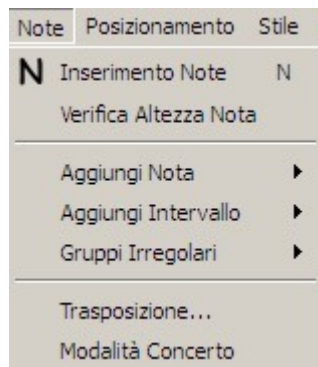 Note Posizionamento Stile
N Inserimento Note N
Verifica Altezza Nota
Aggiungi Nota
Aggiungi Intervallo
Gruppi Irregolari
Trasposizione...
Modalità Concerto